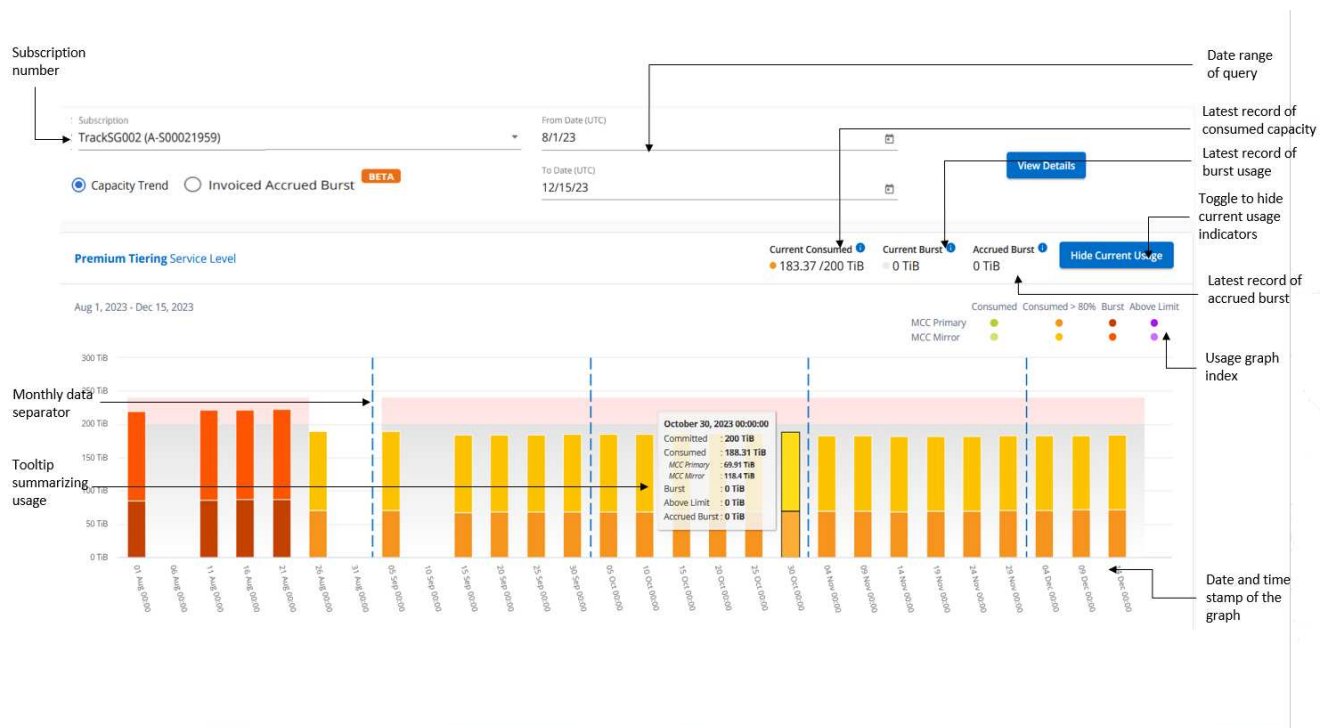 Subscription
number
Date range
of query
Subscription
TrackSG002 (A-S00021959)
From Date (UTC)
8/1/23
Latest record of
consumed capacity
Latest record of
burst usage
Capacity Trend
Invoiced Accrued Burst
BETA
To Date (UTC)
12/15/23
View Details
Toggle to hide
current usage
indicators
Premium Tiering Service Level
Current Consumed
183.37 /200 TiB
Current Burst
0 TiB
Accrued Burst
0 TiB
Hide Current Usage
Latest record of
accrued burst
Aug 1, 2023 - Dec 15, 2023
Consumed Consumed > 80% Burst Above Limit
MCC Primary
MCC Mirror
Usage graph
index
Monthly data
separator
Tooltip
summarizing
usage
300 TiB
250 TiB
200 TiB
150 TiB
100 TiB
50 TiB
0 TiB
October 30, 2023 00:00:00
Committed : 200 TiB
Consumed : 188.31 TiB
MCC Primary : 69.91 TiB
MCC Mirror : 118.4 TiB
Burst : 0 TiB
Above Limit : 0 TiB
Accrued Burst : 0 TiB
01 Aug 00:00
06 Aug 00:00
11 Aug 00:00
16 Aug 00:00
21 Aug 00:00
26 Aug 00:00
31 Aug 00:00
05 Sep 00:00
10 Sep 00:00
15 Sep 00:00
20 Sep 00:00
25 Sep 00:00
30 Sep 00:00
05 Oct 00:00
10 Oct 00:00
15 Oct 00:00
20 Oct 00:00
25 Oct 00:00
30 Oct 00:00
04 Nov 00:00
09 Nov 00:00
14 Nov 00:00
19 Nov 00:00
24 Nov 00:00
29 Nov 00:00
04 Dec 00:00
09 Dec 00:00
Dec 00:00
Date and time
stamp of the
graph